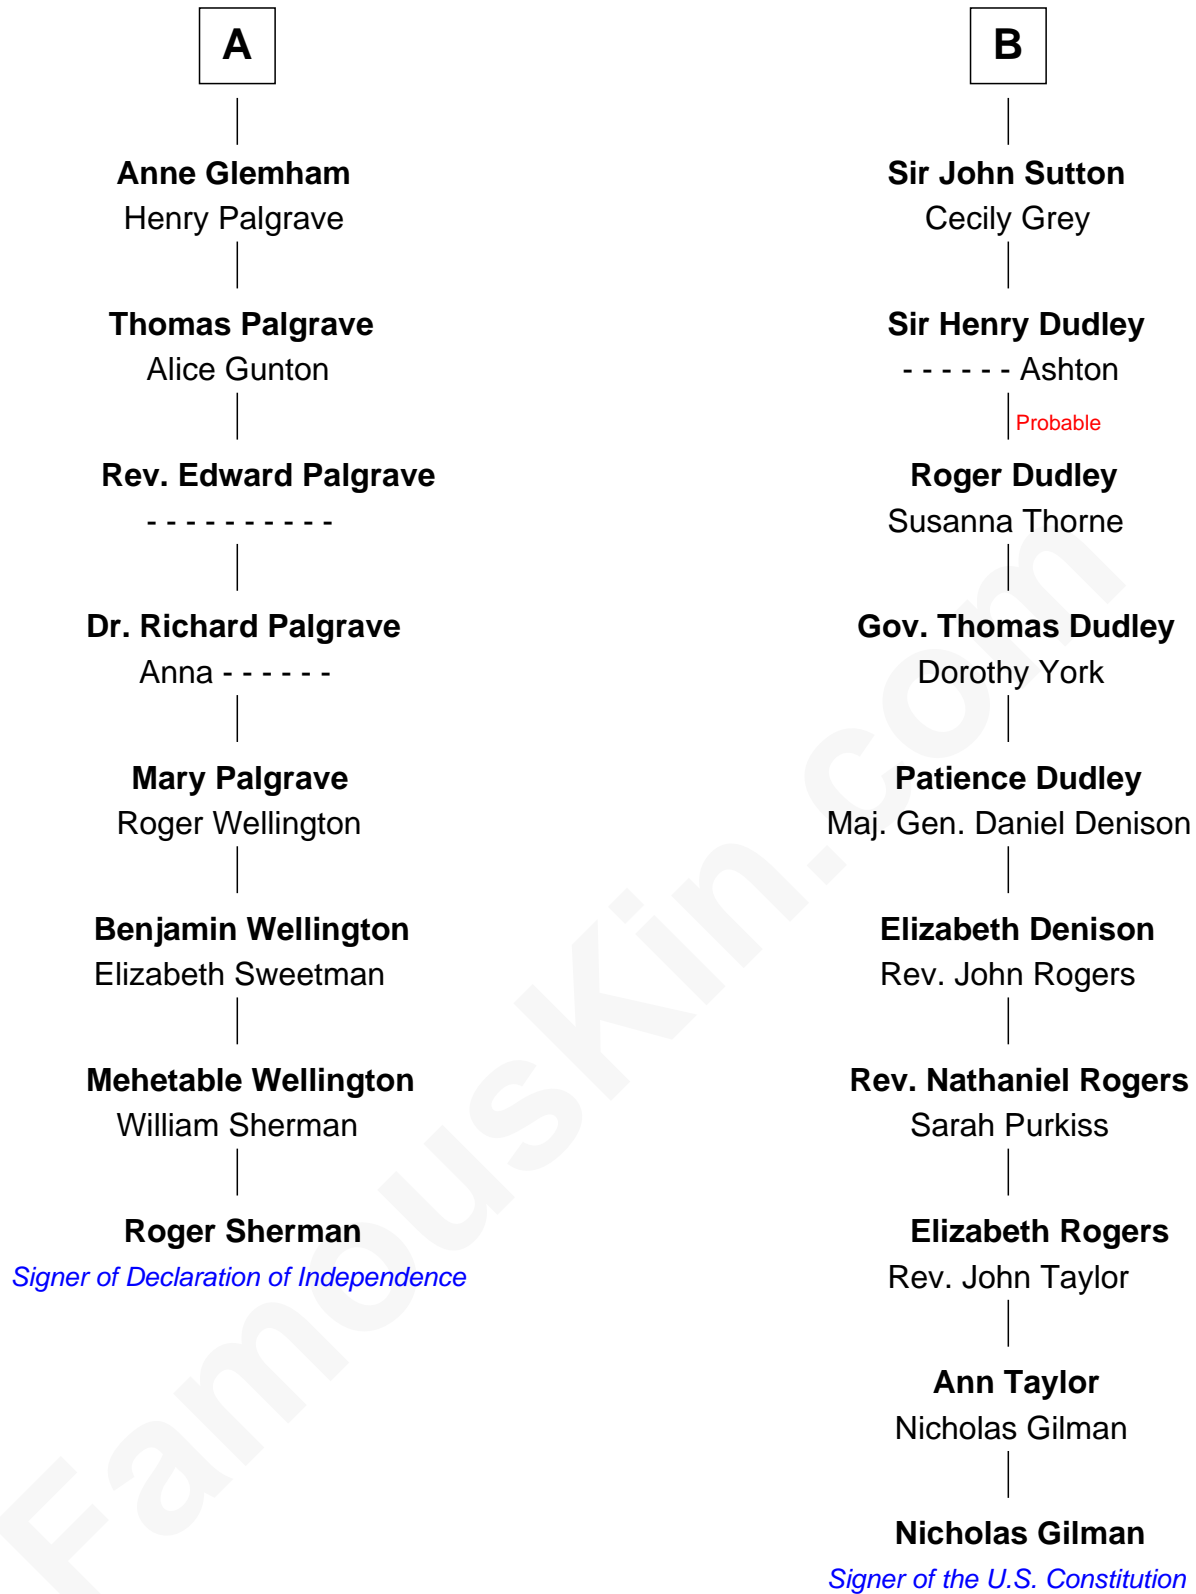 A
Anne Glemham
Henry Palgrave
Thomas Palgrave
Alice Gunton
Rev. Edward Palgrave
- - - - - - - - - -
Dr. Richard Palgrave
Anna - - - - - -
Mary Palgrave
Roger Wellington
Benjamin Wellington
Elizabeth Sweetman
Mehetable Wellington
William Sherman
Roger Sherman
Signer of Declaration of Independence
B
Sir John Sutton
Cecily Grey
Sir Henry Dudley
- - - - - - Ashton
Probable
Roger Dudley
Susanna Thorne
Gov. Thomas Dudley
Dorothy York
Patience Dudley
Maj. Gen. Daniel Denison
Elizabeth Denison
Rev. John Rogers
Rev. Nathaniel Rogers
Sarah Purkiss
Elizabeth Rogers
Rev. John Taylor
Ann Taylor
Nicholas Gilman
Nicholas Gilman
Signer of the U.S. Constitution
FamousKin.com